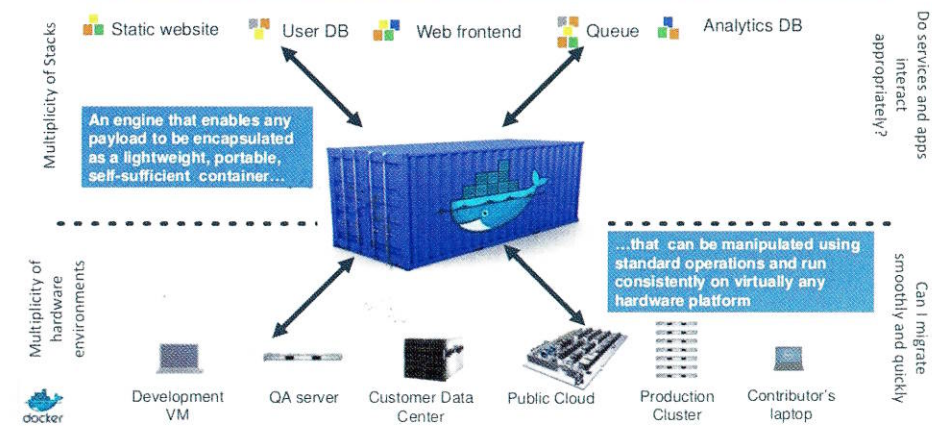 Static website
User DB
Web frontend
Queue
Analytics DB
Multiplicity of Stacks
Do services and apps
interact
appropriately?
An engine that enables any
payload to be encapsulated
as a lightweight, portable,
self-sufficient container…
…that can be manipulated using
standard operations and run
consistently on virtually any
hardware platform
Multiplicity of
hardware
environments
Can I migrate
smoothly and quickly
Development
VM
QA server
Customer Data
Center
Public Cloud
Production
Cluster
Contributor's
laptop
docker